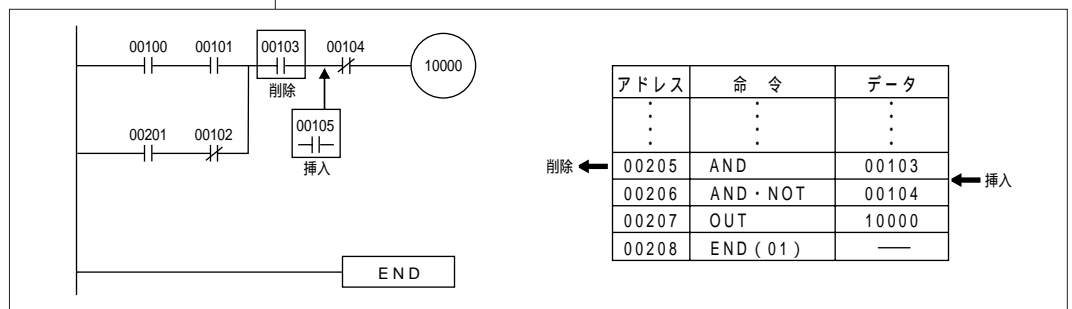 00100 00101 00103 00104
10000
削除
00105
挿入
00201 00102
END
アドレス 命 令 データ
削除 00205 AND 00103
挿入
00206 AND・NOT 00104
00207 OUT 10000
00208 END(01) ——